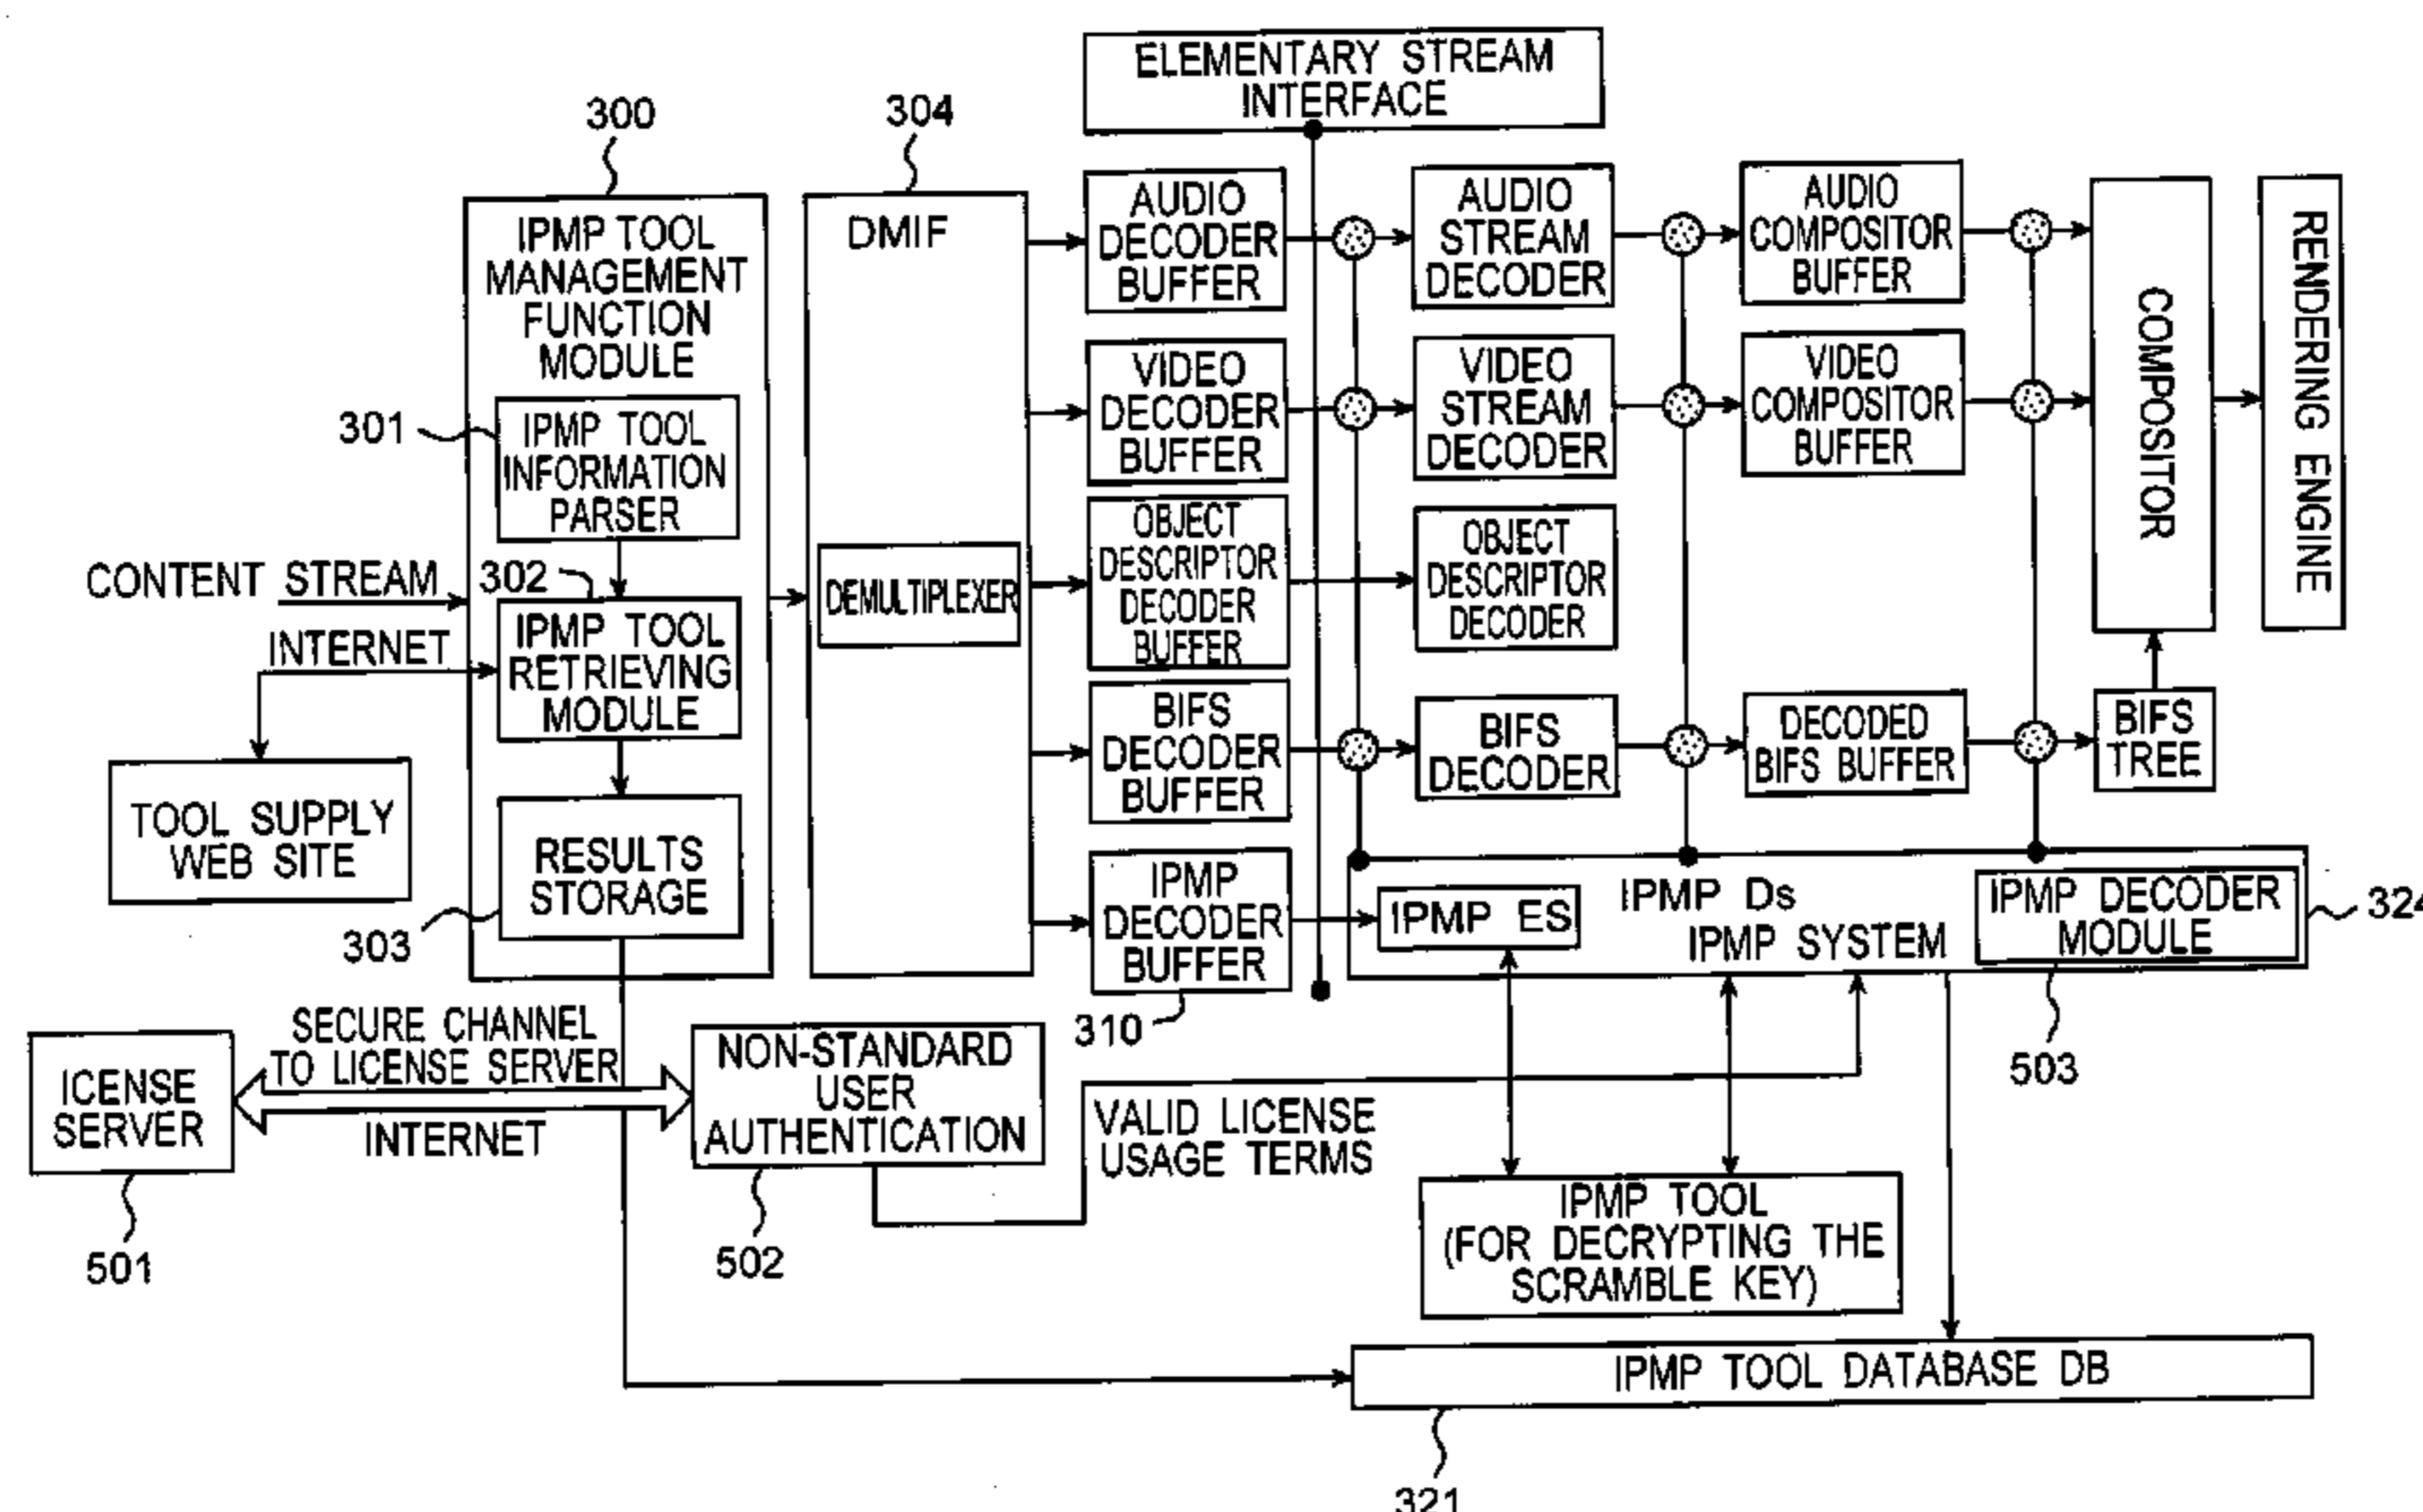 ELEMENTARY STREAM
INTERFACE
300
304
IPMP TOOL
MANAGEMENT
FUNCTION
MODULE
301
IPMP TOOL
INFORMATION
PARSER
CONTENT STREAM
302
IPMP TOOL
RETRIEVING
MODULE
INTERNET
TOOL SUPPLY
WEB SITE
RESULTS
STORAGE
303
DMIF
DEMULTIPLEXER
AUDIO
DECODER
BUFFER
AUDIO
STREAM
DECODER
AUDIO
COMPOSITOR
BUFFER
VIDEO
DECODER
BUFFER
VIDEO
STREAM
DECODER
VIDEO
COMPOSITOR
BUFFER
OBJECT
DESCRIPTOR
DECODER
BUFFER
OBJECT
DESCRIPTOR
DECODER
BIFS
DECODER
BUFFER
BIFS
DECODER
DECODED
BIFS BUFFER
BIFS
TREE
COMPOSITOR
RENDERING ENGINE
IPMP
DECODER
BUFFER
310
IPMP ES
IPMP Ds
IPMP SYSTEM
IPMP DECODER
MODULE
324
503
SECURE CHANNEL
TO LICENSE SERVER
INTERNET
ICENSE
SERVER
501
NON-STANDARD
USER
AUTHENTICATION
502
VALID LICENSE
USAGE TERMS
IPMP TOOL
(FOR DECRYPTING THE
SCRAMBLE KEY)
IPMP TOOL DATABASE DB
321